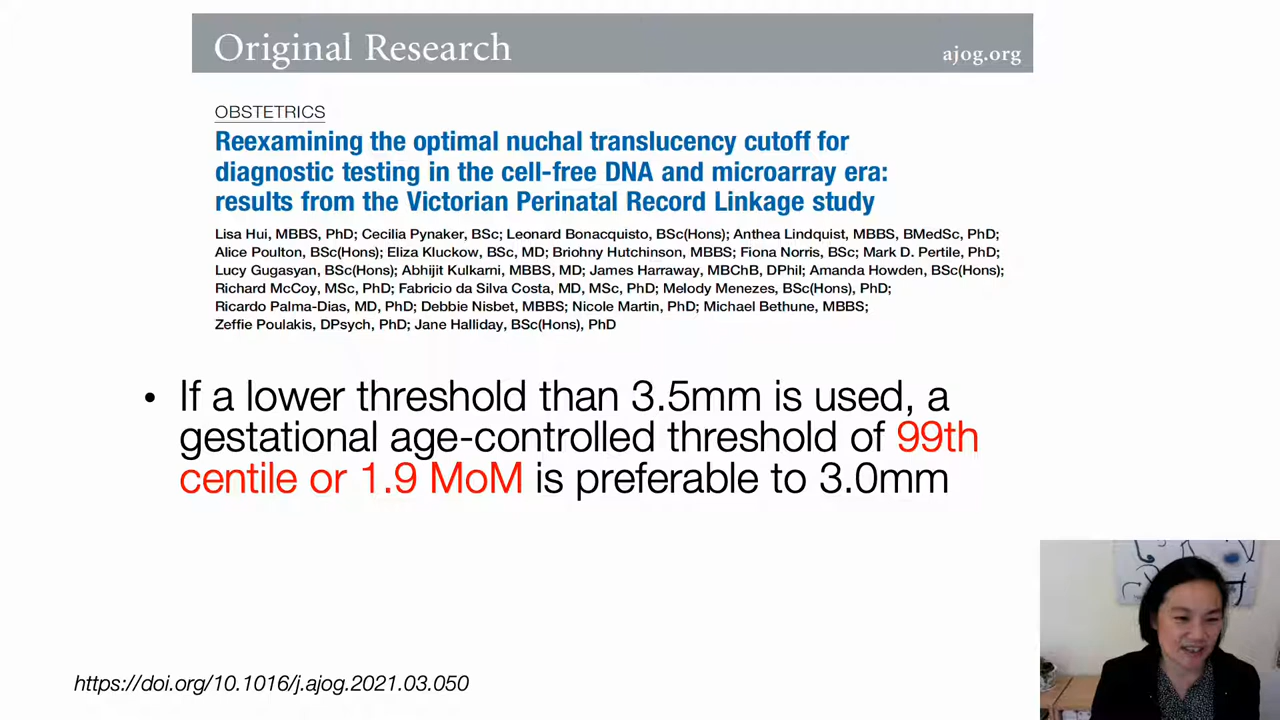 Original Research
ajog.org
OBSTETRICS
Reexamining the optimal nuchal translucency cutoff for
diagnostic testing in the cell-free DNA and microarray era:
results from the Victorian Perinatal Record Linkage study
Lisa Hui, MBBS, PhD; Cecilia Pynaker, BSc; Leonard Bonacquisto, BSc(Hons); Anthea Lindquist, MBBS, BMedSc, PhD;
Alice Poulton, BSc(Hons); Eliza Kluckow, BSc, MD; Briohny Hutchinson, MBBS; Fiona Norris, BSc; Mark D. Pertile, PhD;
Lucy Gugasyan, BSc(Hons); Abhijit Kulkarni, MBBS, MD; James Harraway, MBChB, DPhil; Amanda Howden, BSc(Hons);
Richard McCoy, MSc, PhD; Fabricio da Silva Costa, MD, MSc, PhD; Melody Menezes, BSc(Hons), PhD;
Ricardo Palma-Dias, MD, PhD; Debbie Nisbet, MBBS; Nicole Martin, PhD; Michael Bethune, MBBS;
Zeffie Poulakis, DPsych, PhD; Jane Halliday, BSc(Hons), PhD
• If a lower threshold than 3.5mm is used, a
gestational age-controlled threshold of 99th
centile or 1.9 MoM is preferable to 3.0mm
https://doi.org/10.1016/j.ajog.2021.03.050